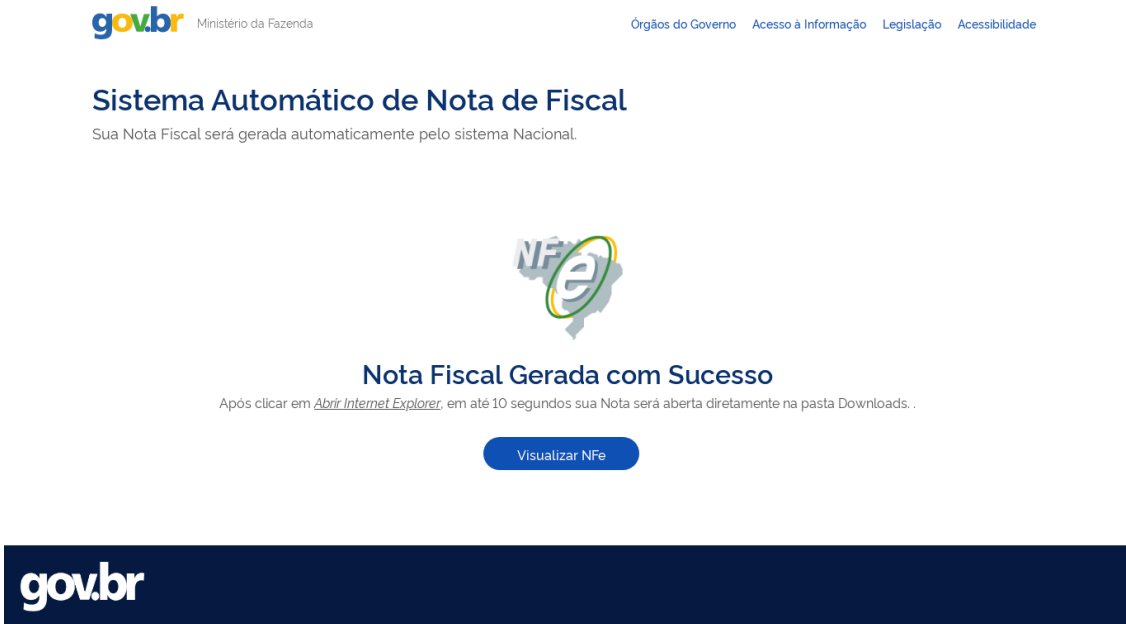 gov.br Ministério da Fazenda Órgãos do Governo Acesso à Informação Legislação Acessibilidade
Sistema Automático de Nota de Fiscal
Sua Nota Fiscal será gerada automaticamente pelo sistema Nacional.
NFe
Nota Fiscal Gerada com Sucesso
Após clicar em Abrir Internet Explorer, em até 10 segundos sua Nota será aberta diretamente na pasta Downloads. .
Visualizar NFe
gov.br